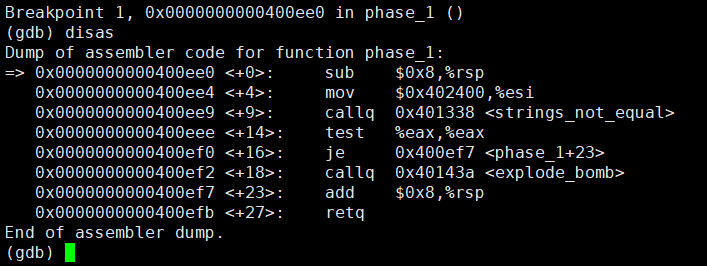 Breakpoint 1, 0x0000000000400ee0 in phase_1 ()
(gdb) disas
Dump of assembler code for function phase_1:
=> 0x0000000000400ee0 <+0>:     sub    $0x8,%rsp
   0x0000000000400ee4 <+4>:     mov    $0x402400,%esi
   0x0000000000400ee9 <+9>:     callq  0x401338 <strings_not_equal>
   0x0000000000400eee <+14>:    test   %eax,%eax
   0x0000000000400ef0 <+16>:    je     0x400ef7 <phase_1+23>
   0x0000000000400ef2 <+18>:    callq  0x40143a <explode_bomb>
   0x0000000000400ef7 <+23>:    add    $0x8,%rsp
   0x0000000000400efb <+27>:    retq
End of assembler dump.
(gdb)